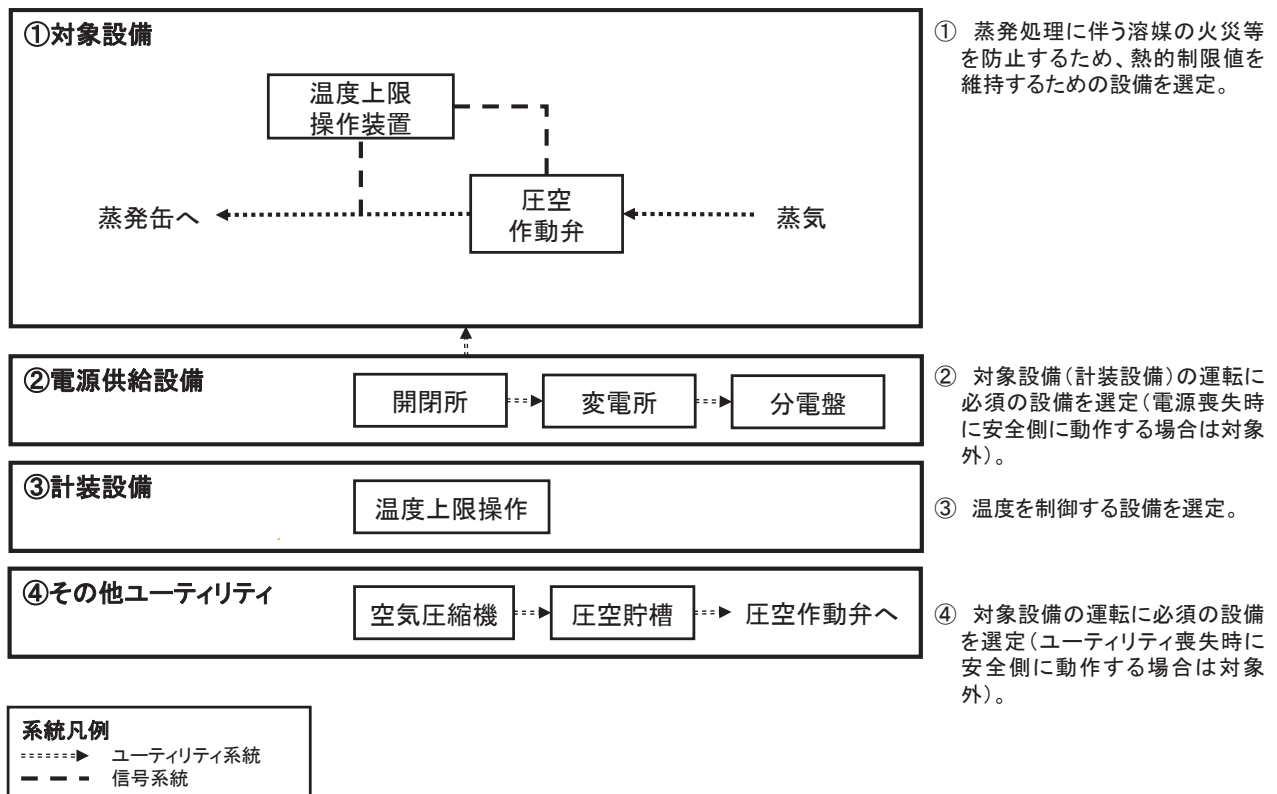 ①対象設備
温度上限
操作装置
圧空
作動弁
蒸発缶へ
蒸気
① 蒸発処理に伴う溶媒の火災等
を防止するため、熱的制限値を
維持するための設備を選定。
②電源供給設備
開閉所
変電所
分電盤
② 対象設備(計装設備)の運転に
必須の設備を選定(電源喪失時
に安全側に動作する場合は対象
外)。
③計装設備
温度上限操作
③ 温度を制御する設備を選定。
④その他ユーティリティ
空気圧縮機
圧空貯槽
圧空作動弁へ
④ 対象設備の運転に必須の設備
を選定(ユーティリティ喪失時に
安全側に動作する場合は対象
外)。
系統凡例
ユーティリティ系統
信号系統